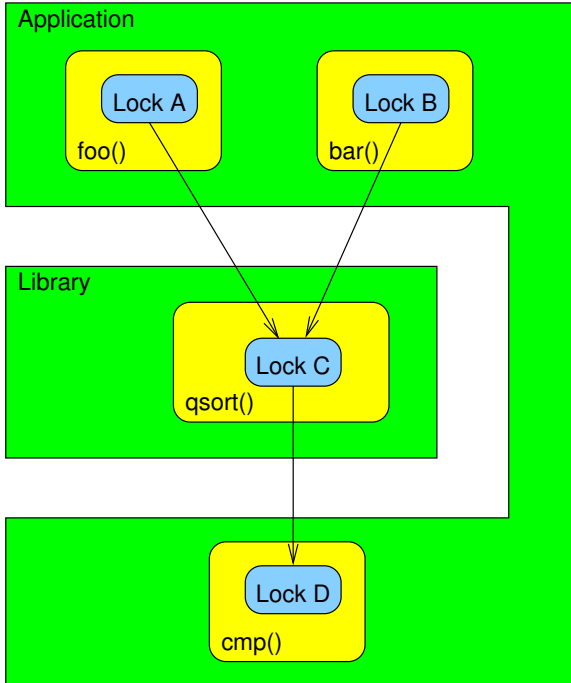 Application
Lock A
Lock B
foo()
bar()
Library
Lock C
qsort()
Lock D
cmp()